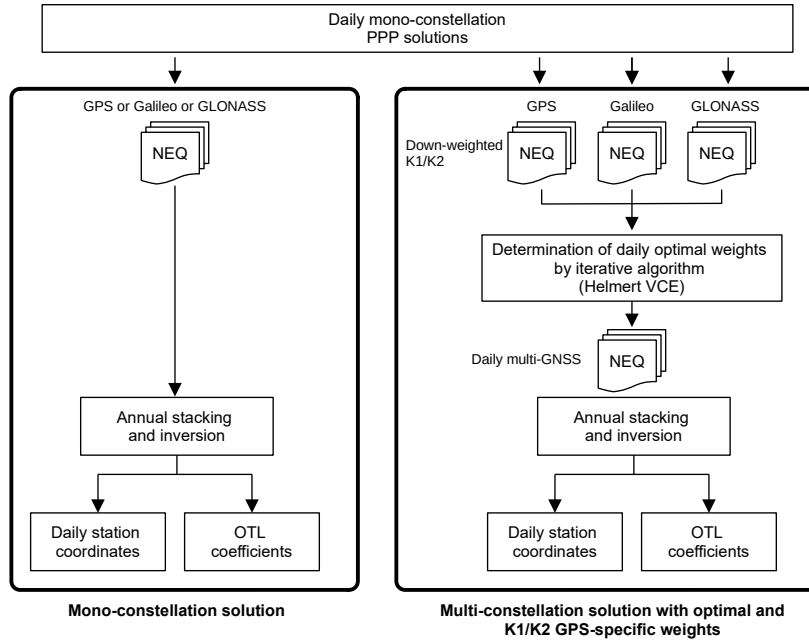 Daily mono-constellation
PPP solutions
GPS or Galileo or GLONASS
NEQ
Annual stacking
and inversion
Daily station
coordinates
OTL
coefficients
Mono-constellation solution
GPS
Galileo
GLONASS
Down-weighted
K1/K2
NEQ
NEQ
NEQ
Determination of daily optimal weights
by iterative algorithm
(Helmert VCE)
Daily multi-GNSS
NEQ
Annual stacking
and inversion
Daily station
coordinates
OTL
coefficients
Multi-constellation solution with optimal and
K1/K2 GPS-specific weights